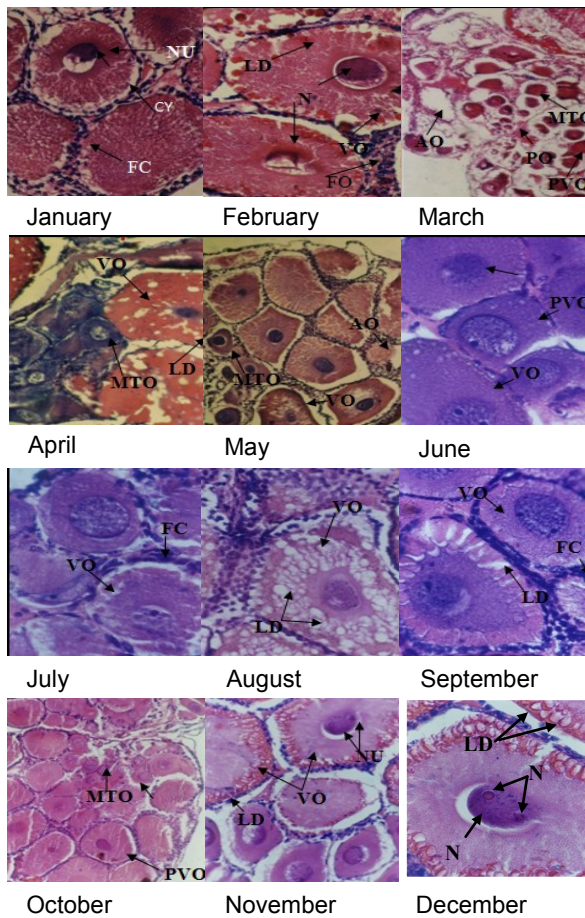 NU
CY
FC
LD
N
VO
FO
AO
MTO
PO
PVO
January February March
VO
MTO
LD
AO
MTO
VO
PVO
VO
April May June
FC
VO
VO
LD
VO
FC
LD
July August September
MTO
PVO
NU
VO
LD
LD
N
N
October November December